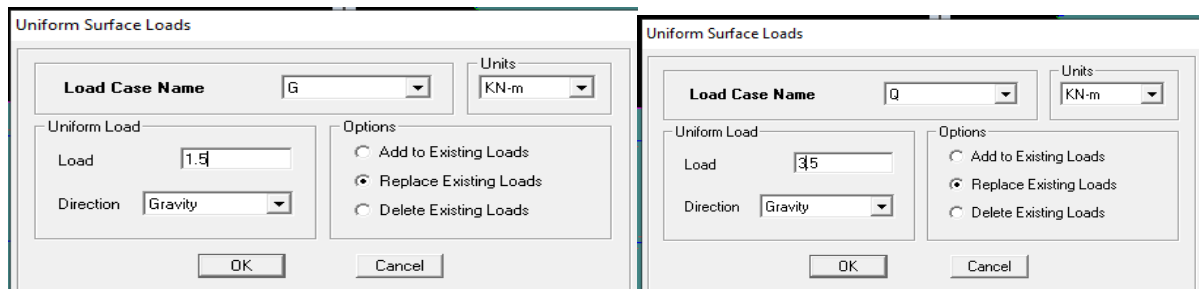 Uniform Surface Loads
Units
Load Case Name G KN-m
Uniform Load Options
Load 1.5 Add to Existing Loads
Replace Existing Loads
Direction Gravity Delete Existing Loads
OK Cancel
Uniform Surface Loads
Units
Load Case Name Q KN-m
Uniform Load Options
Load 3.5 Add to Existing Loads
Replace Existing Loads
Direction Gravity Delete Existing Loads
OK Cancel